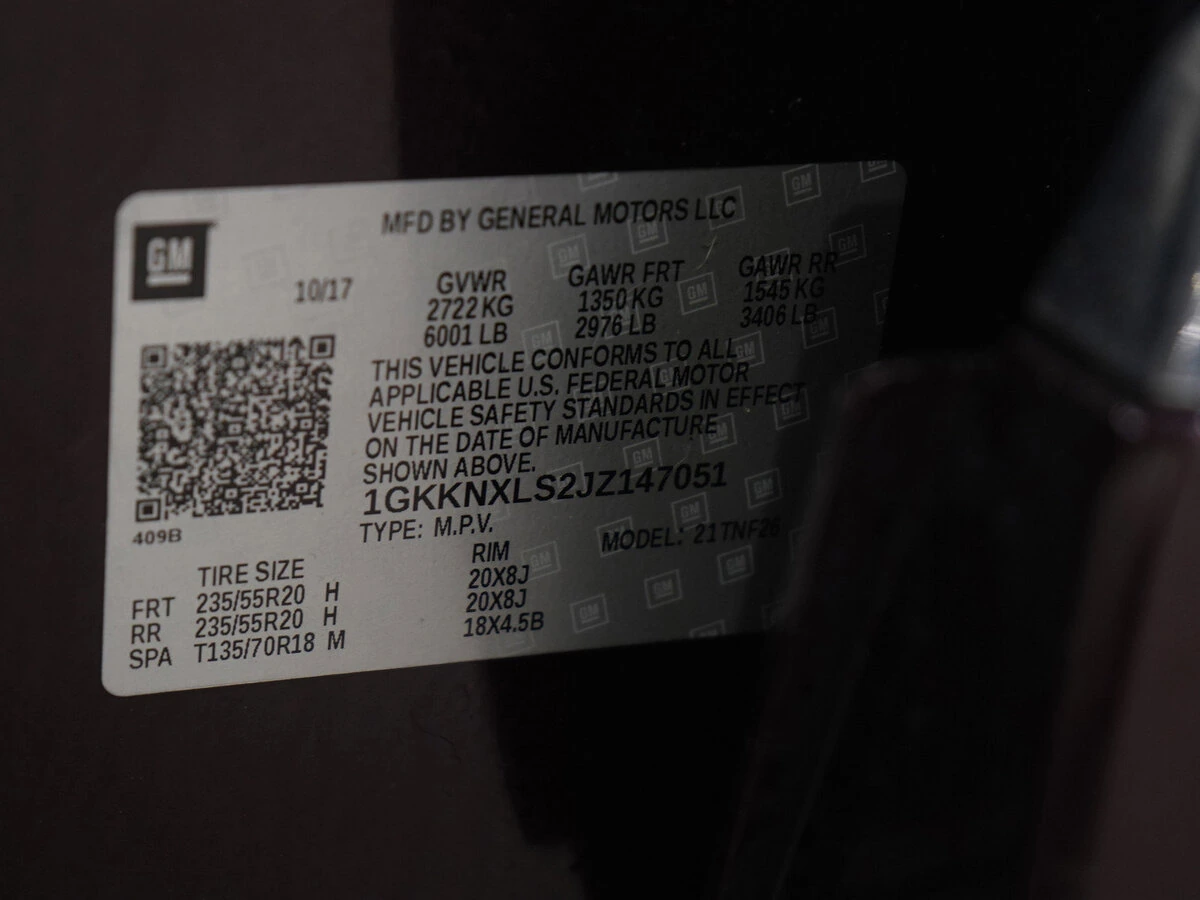 GM
MFD BY GENERAL MOTORS LLC
10/17
GVWR GAWR FRT GAWR RR
2722 KG 1350 KG 1545 KG
6001 LB 2976 LB 3406 LB
THIS VEHICLE CONFORMS TO ALL
APPLICABLE U.S. FEDERAL MOTOR
VEHICLE SAFETY STANDARDS IN EFFECT
ON THE DATE OF MANUFACTURE
SHOWN ABOVE.
1GKKNXLS2JZ147051
409B
TYPE: M.P.V. MODEL: 21 TNF26
TIRE SIZE RIM
FRT 235/55R20 H 20X8J
RR 235/55R20 H 20X8J
SPA T135/70R18 M 18X4.5B